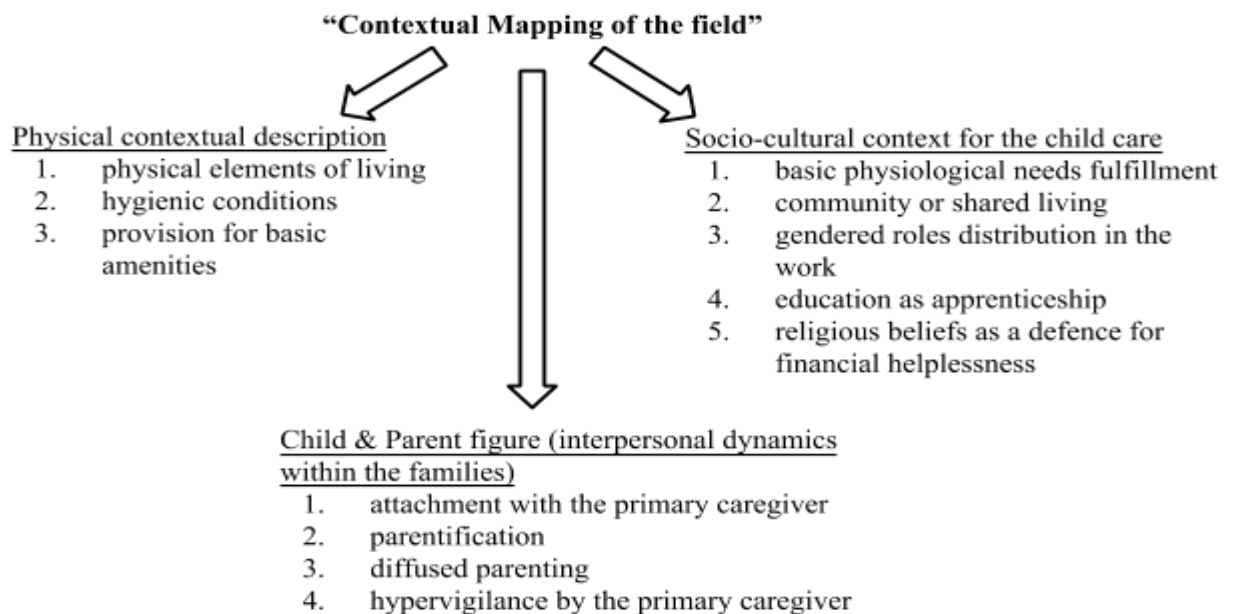 “Contextual Mapping of the field”
Physical contextual description
1. physical elements of living
2. hygienic conditions
3. provision for basic
amenities
Socio-cultural context for the child care
1. basic physiological needs fulfillment
2. community or shared living
3. gendered roles distribution in the
work
4. education as apprenticeship
5. religious beliefs as a defence for
financial helplessness
Child & Parent figure (interpersonal dynamics
within the families)
1. attachment with the primary caregiver
2. parentification
3. diffused parenting
4. hypervigilance by the primary caregiver